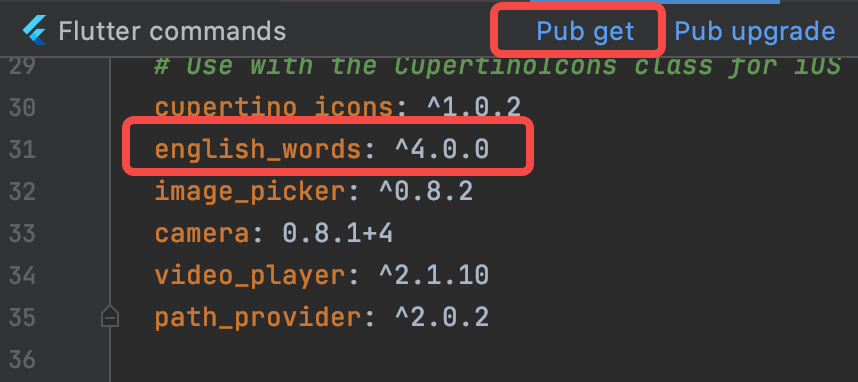 Flutter commands Pub get Pub upgrade
29 # Use with the CupertinoIcons class for iOS
30 cupertino_icons: ^1.0.2
31 english_words: ^4.0.0
32 image_picker: ^0.8.2
33 camera: 0.8.1+4
34 video_player: ^2.1.10
35 path_provider: ^2.0.2
36